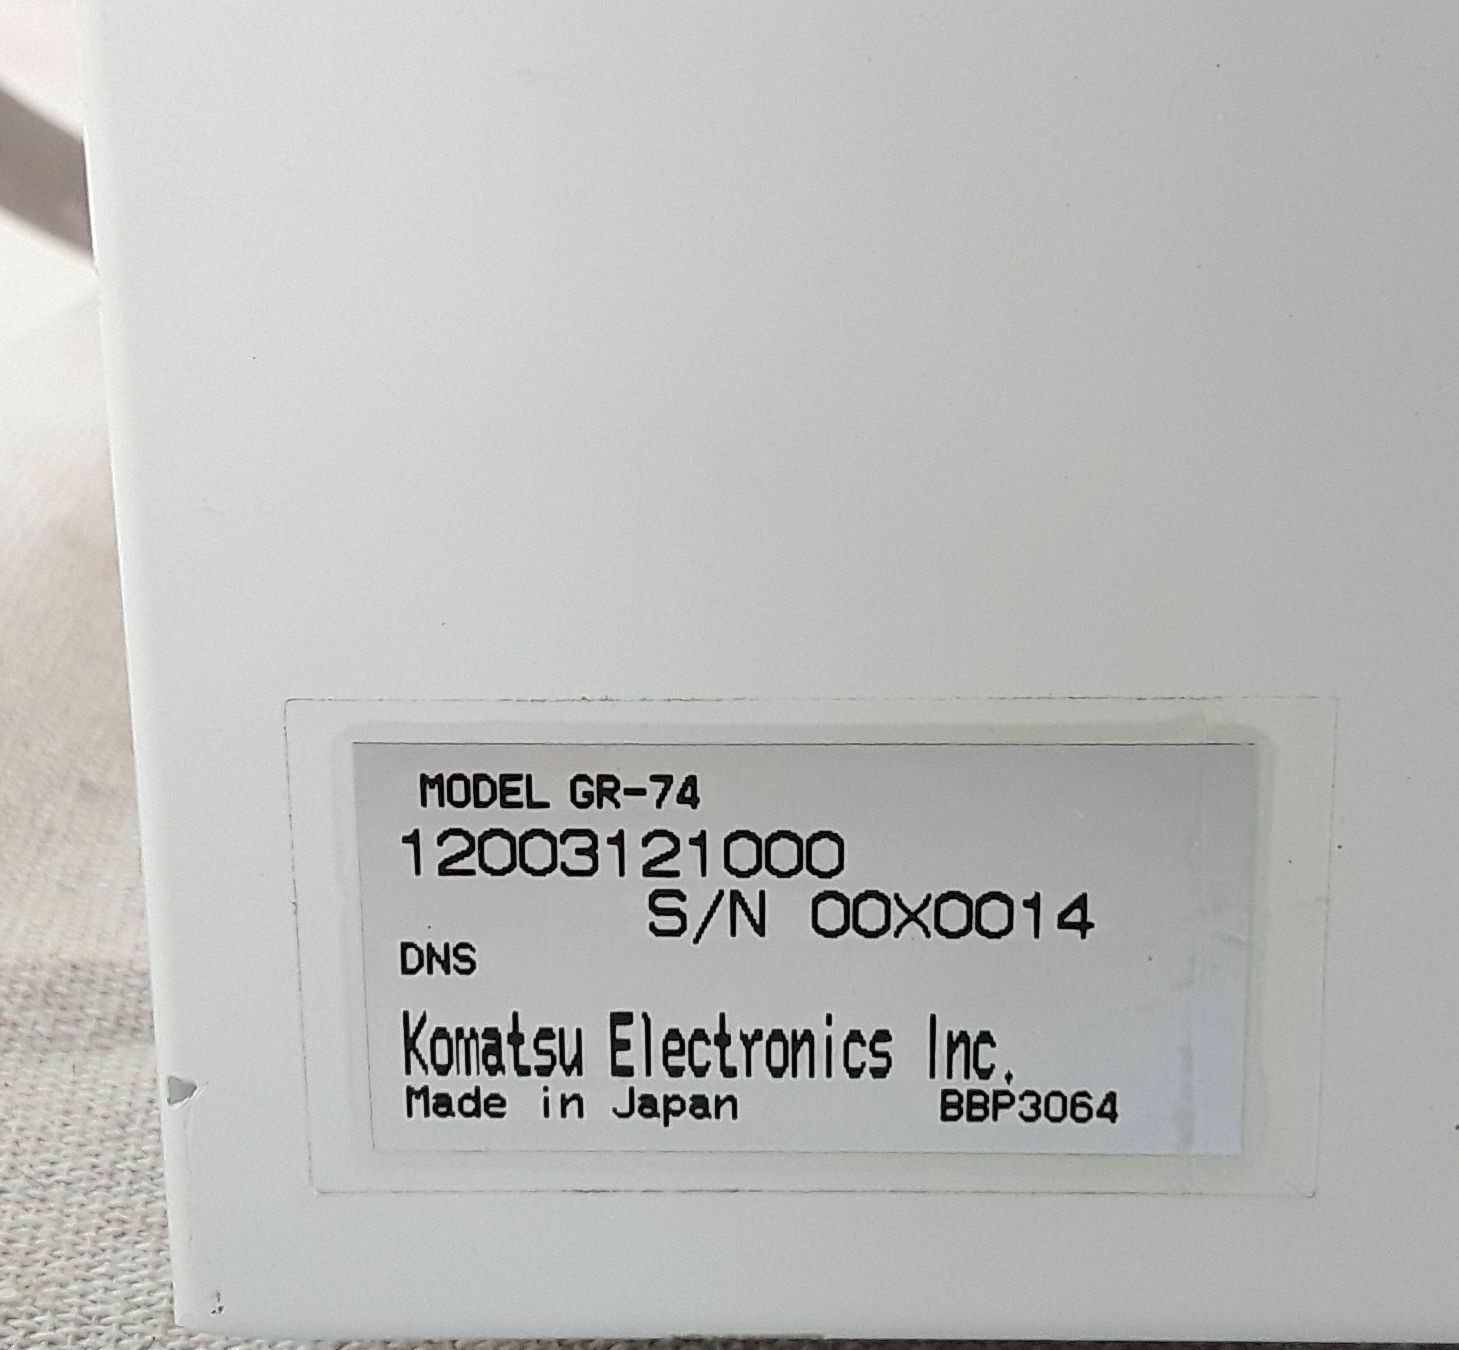 MODEL GR-74
12003121000
S/N 00X0014
DNS
Komatsu Electronics Inc.
Made in Japan BBP3064